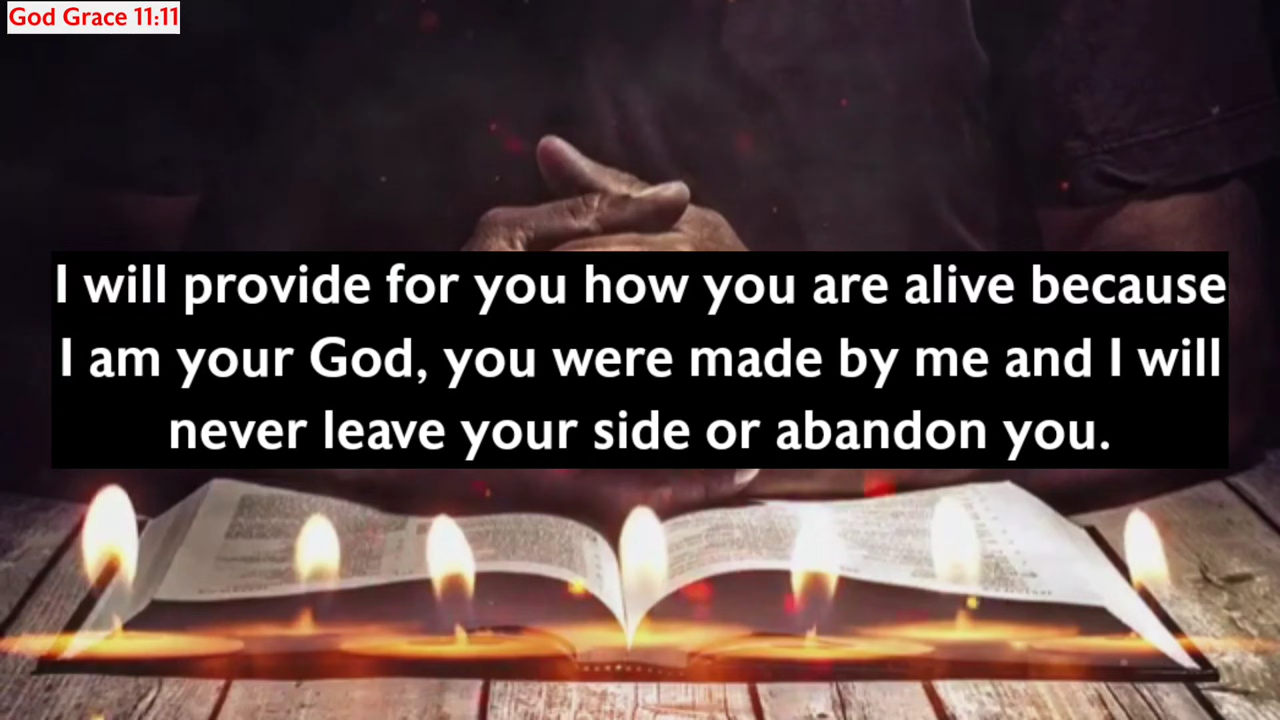 God Grace 11:11
I will provide for you how you are alive because
I am your God, you were made by me and I will
never leave your side or abandon you.